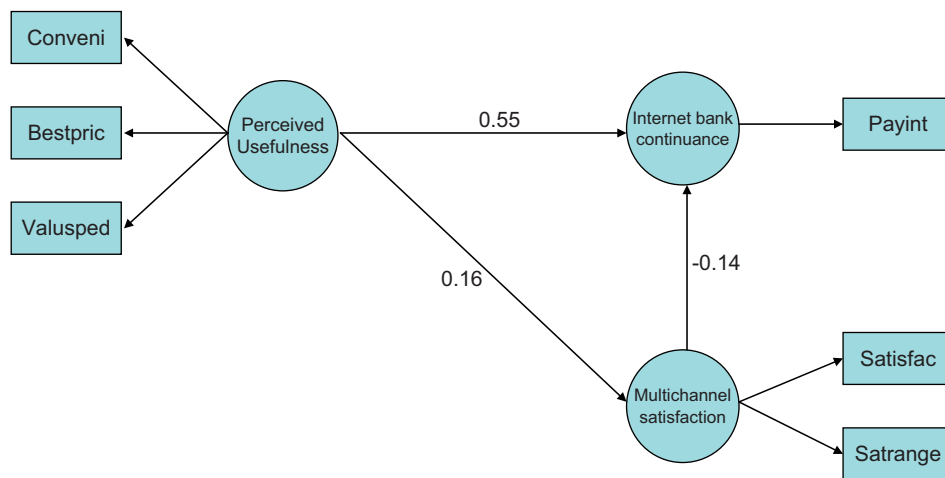 Conveni
Bestpric
Valusped
Perceived
Usefulness
0.55
0.16
Internet bank
continuance
Payint
-0.14
Multichannel
satisfaction
Satisfac
Satrange